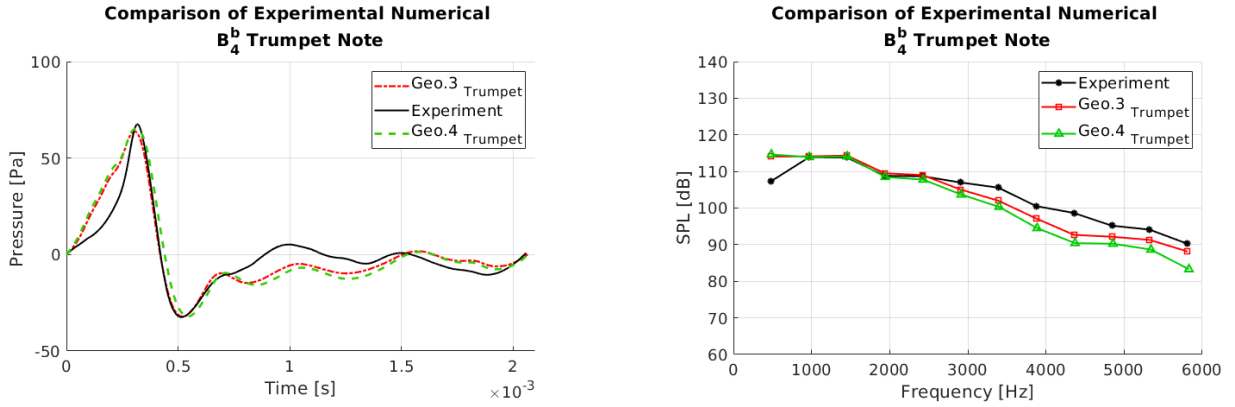 Comparison of Experimental Numerical
B♭4 Trumpet Note
100
50
0
-50
Pressure [Pa]
Geo.3 Trumpet
Experiment
Geo.4 Trumpet
0 0.5 1 1.5 2
Time [s]
×10-3
Comparison of Experimental Numerical
B♭4 Trumpet Note
140
130
120
110
100
90
80
70
60
SPL [dB]
Experiment
Geo.3 Trumpet
Geo.4 Trumpet
0 1000 2000 3000 4000 5000 6000
Frequency [Hz]